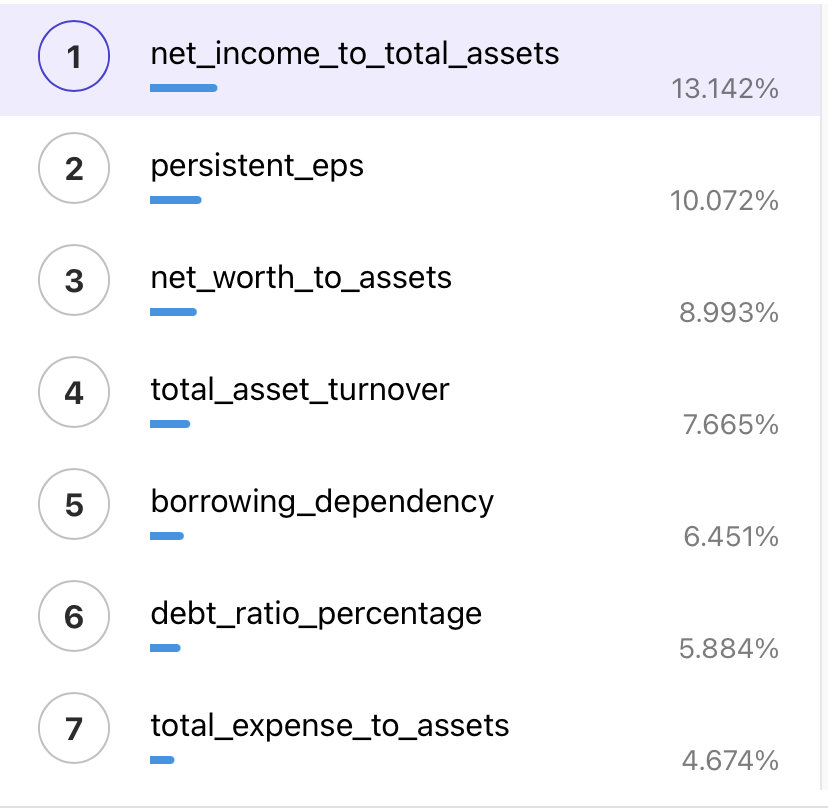 1
net_income_to_total_assets
13.142%
2
persistent_eps
10.072%
3
net_worth_to_assets
8.993%
4
total_asset_turnover
7.665%
5
borrowing_dependency
6.451%
6
debt_ratio_percentage
5.884%
7
total_expense_to_assets
4.674%